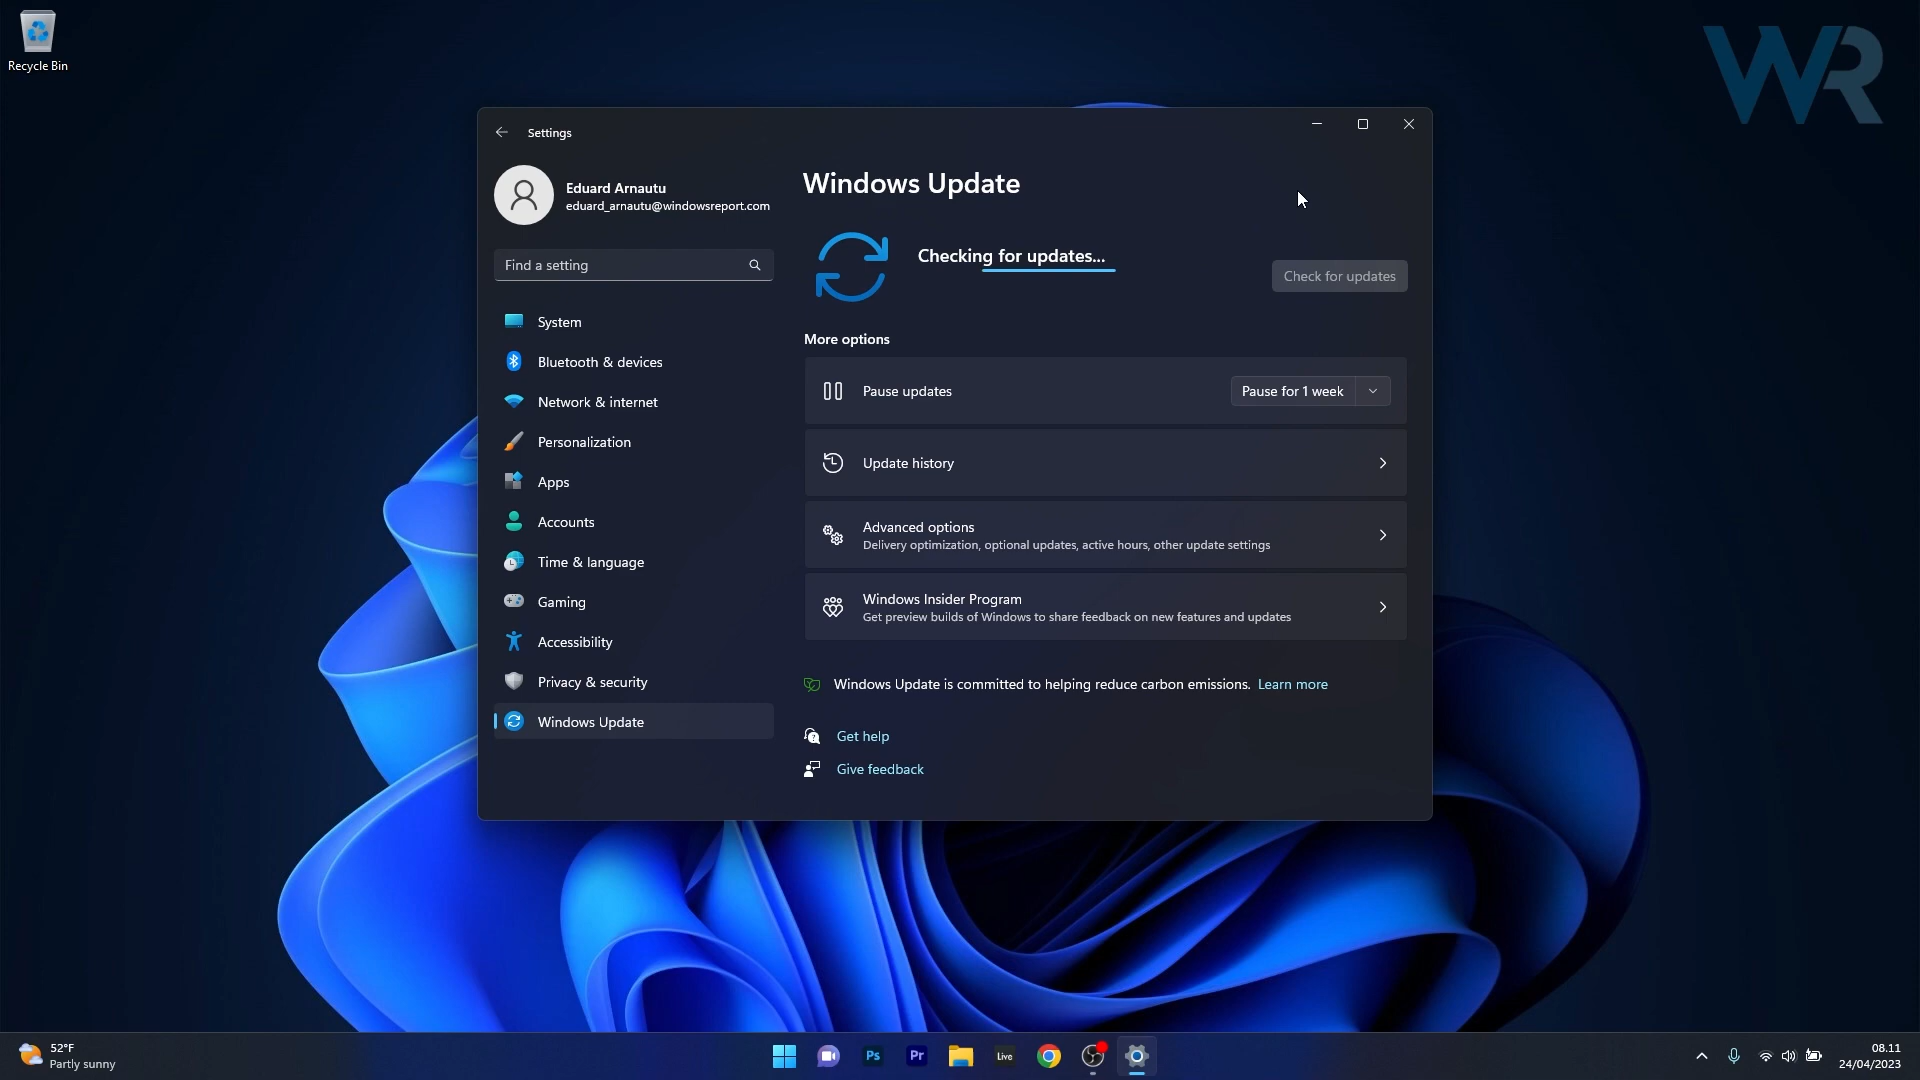 Recycle Bin
WR
Settings
Eduard Arnautu
eduard_arnautu@windowsreport.com
Find a setting
System
Bluetooth & devices
Network & internet
Personalization
Apps
Accounts
Time & language
Gaming
Accessibility
Privacy & security
Windows Update
Windows Update
Checking for updates...
Check for updates
More options
Pause updates
Pause for 1 week
Update history
Advanced options
Delivery optimization, optional updates, active hours, other update settings
Windows Insider Program
Get preview builds of Windows to share feedback on new features and updates
Windows Update is committed to helping reduce carbon emissions. Learn more
Get help
Give feedback
52°F
Partly sunny
Ps
Pr
Live
08.11
24/04/2023